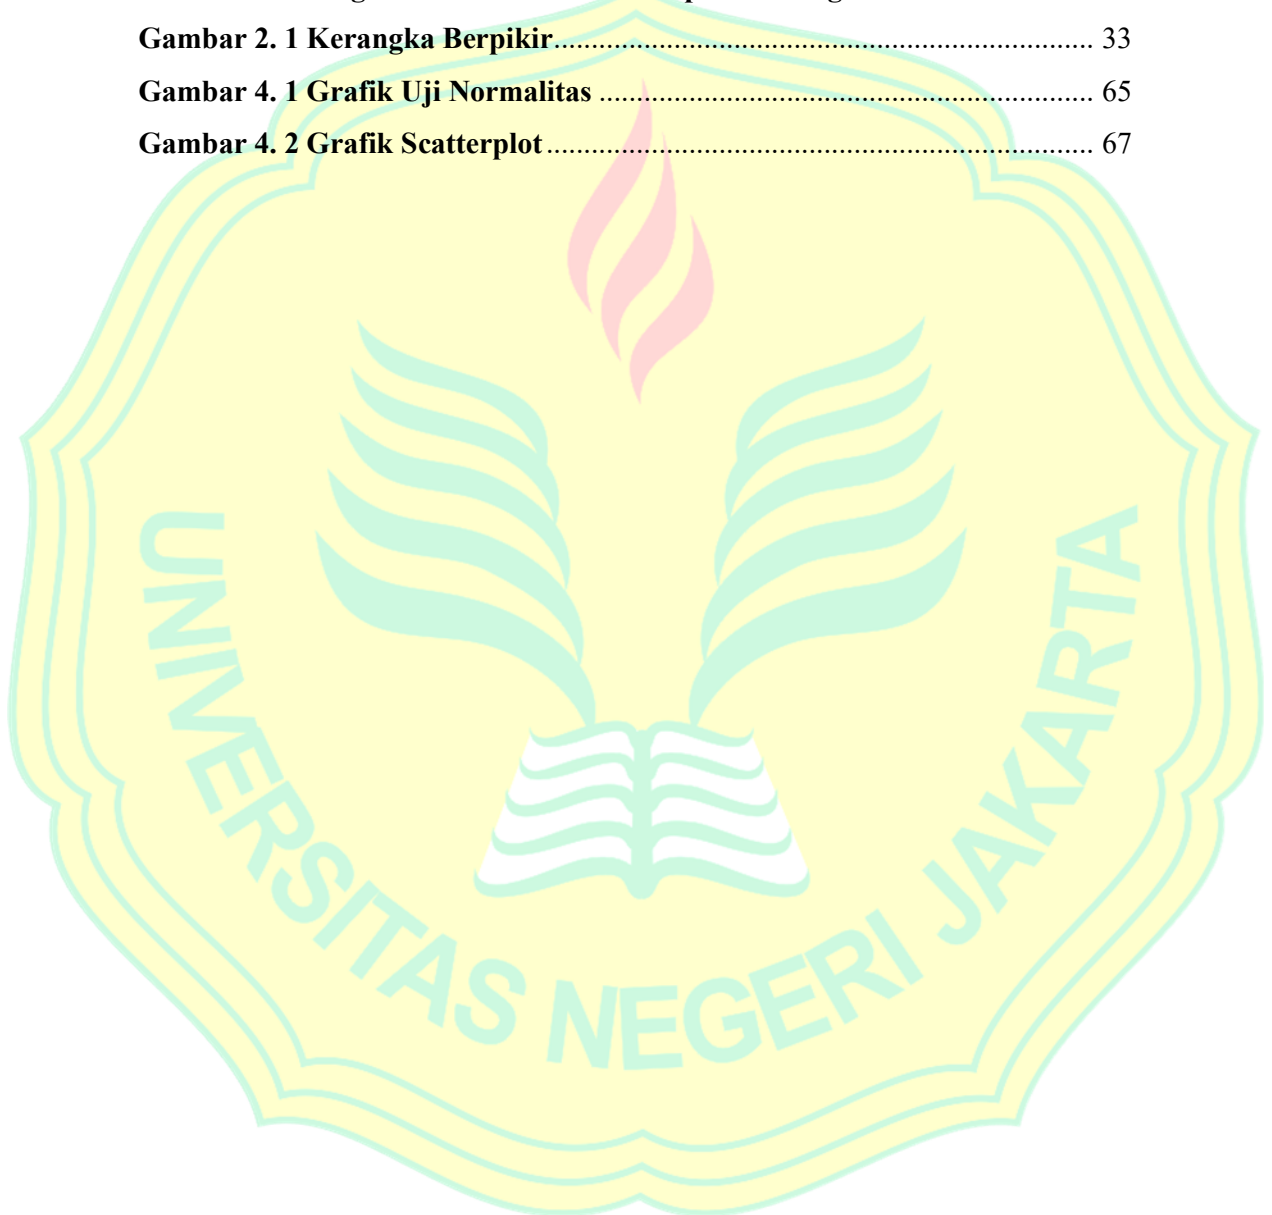 Gambar 2. 1 Kerangka Berpikir........................................................................ 33
Gambar 4. 1 Grafik Uji Normalitas .................................................................. 65
Gambar 4. 2 Grafik Scatterplot......................................................................... 67
UNIVERSITAS NEGERI JAKARTA